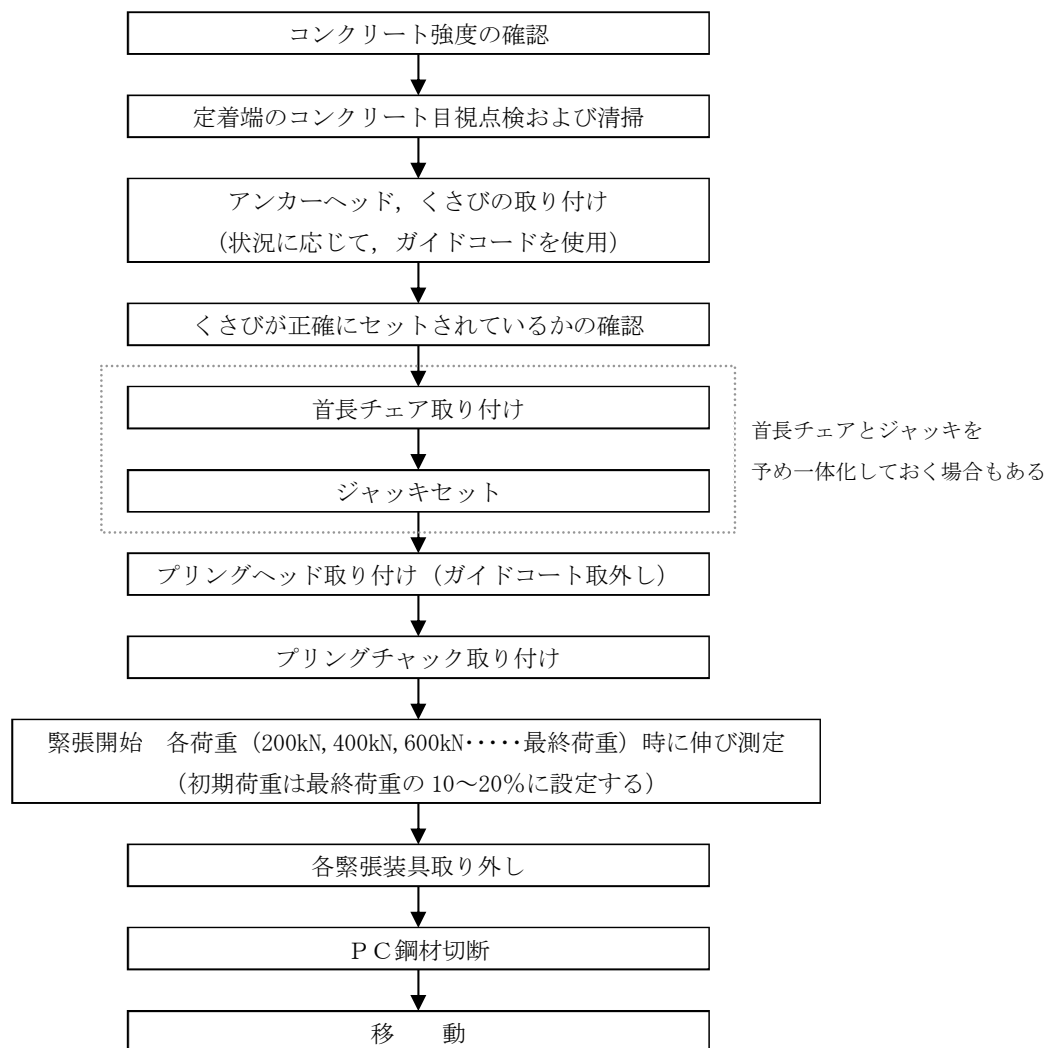 コンクリート強度の確認
定着端のコンクリート目視点検および清掃
アンカーヘッド，くさびの取り付け
（状況に応じて，ガイドコードを使用）
くさびが正確にセットされているかの確認
首長チェア取り付け
ジャッキセット
首長チェアとジャッキを
予め一体化しておく場合もある
プリングヘッド取り付け（ガイドコート取外し）
プリングチャック取り付け
緊張開始　各荷重（200kN,400kN,600kN･････最終荷重）時に伸び測定
（初期荷重は最終荷重の 10～20％に設定する）
各緊張装具取り外し
ＰＣ鋼材切断
移　　動